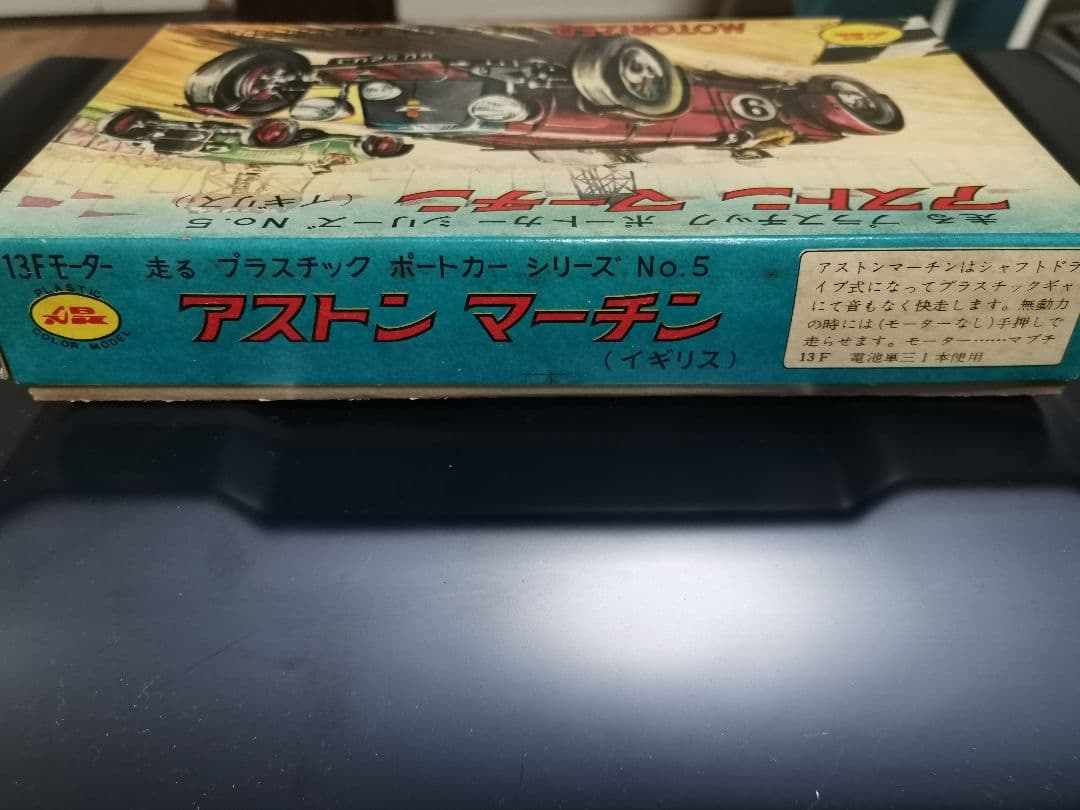 MOTORIZED
9
アストン マーチン
(イギリス)
走る プラスチック ポートカー シリーズ No.5
13Fモーター 走る プラスチック ポートカー シリーズ No.5
PLASTIC
COLOR MODEL
アストン マーチン
(イギリス)
アストンマーチンはシャフトドラ
イブ式になってプラスチックギャ
にて音もなく快走します。無動力
の時には(モーターなし)手押しで
走らせます。モーター……マブチ
13F 電池単三1本使用